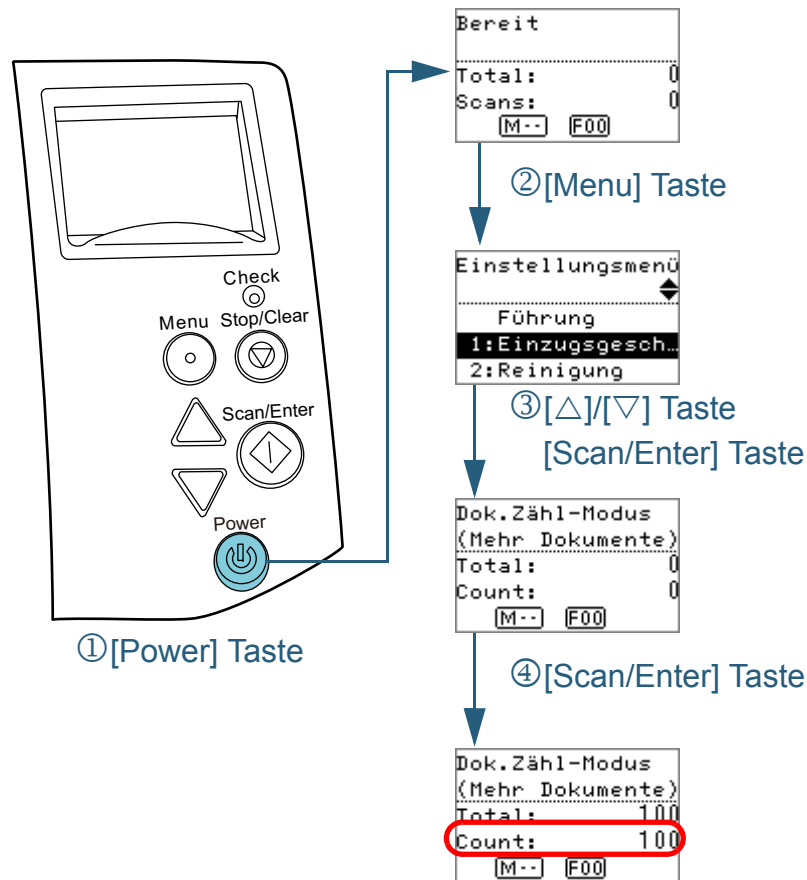 Bereit
Total: 0
Scans: 0
M-- F00
②[Menu] Taste
Check
Menu Stop/Clear
Scan/Enter
Power
①[Power] Taste
Einstellungsmenü
Führung
1:Einzugsgesch…
2:Reinigung
③[△]/[▽] Taste
[Scan/Enter] Taste
Dok.Zähl-Modus
(Mehr Dokumente)
Total: 0
Count: 0
M-- F00
④[Scan/Enter] Taste
Dok.Zähl-Modus
(Mehr Dokumente)
Total: 100
Count: 100
M-- F00